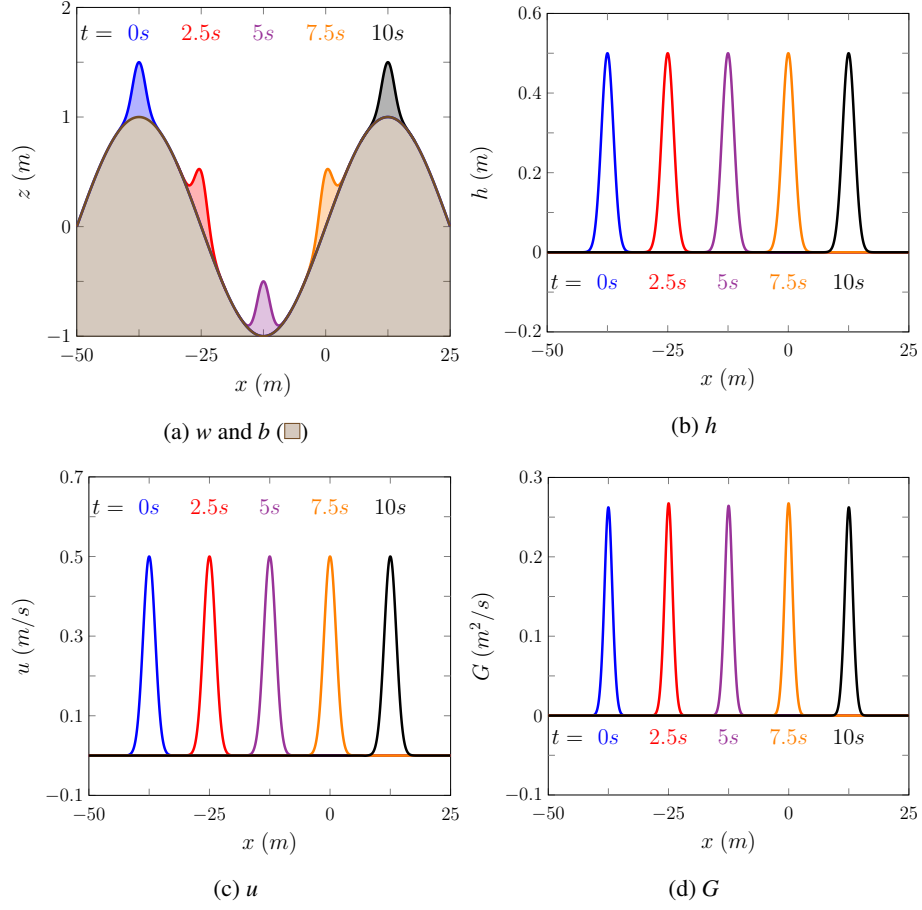 t = 0s 2.5s 5s 7.5s 10s
2
1
0
−1
z (m)
−50 −25 0 25
x (m)
(a) w and b (■)
0.6
0.4
0.2
0
−0.2
h (m)
t = 0s 2.5s 5s 7.5s 10s
−50 −25 0 25
x (m)
(b) h
0.7
0.5
0.3
0.1
−0.1
u (m/s)
t = 0s 2.5s 5s 7.5s 10s
−50 −25 0 25
x (m)
(c) u
0.3
0.2
0.1
0
−0.1
G (m²/s)
t = 0s 2.5s 5s 7.5s 10s
−50 −25 0 25
x (m)
(d) G